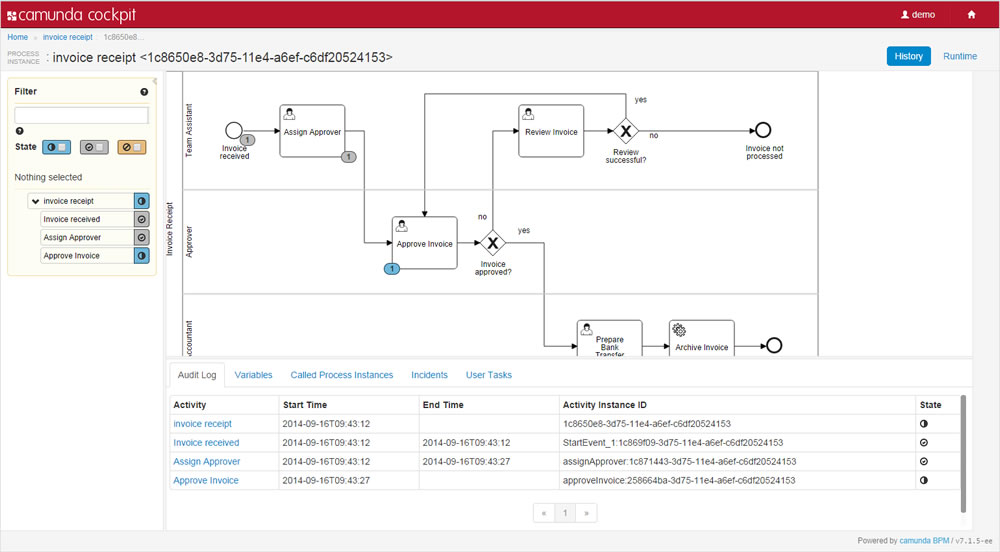 camunda cockpit
demo
Home » invoice receipt : 1c8650e8...
PROCESS INSTANCE : invoice receipt <1c8650e8-3d75-11e4-a6ef-c6df20524153>
History
Runtime
Filter
State
Nothing selected
invoice receipt
Invoice received
Assign Approver
Approve Invoice
Invoice Receipt
Team Assistant
Invoice received
1
Assign Approver
1
Review Invoice
yes
Review successful?
no
Invoice not processed
Approver
Approve Invoice
1
no
yes
Invoice approved?
ccountant
Prepare
Bank
Transfer
Archive Invoice
Audit Log
Variables
Called Process Instances
Incidents
User Tasks
Activity Start Time End Time Activity Instance ID State
invoice receipt 2014-09-16T09:43:12 1c8650e8-3d75-11e4-a6ef-c6df20524153
Invoice received 2014-09-16T09:43:12 2014-09-16T09:43:12 StartEvent_1:1c869f09-3d75-11e4-a6ef-c6df20524153
Assign Approver 2014-09-16T09:43:12 2014-09-16T09:43:27 assignApprover:1c871443-3d75-11e4-a6ef-c6df20524153
Approve Invoice 2014-09-16T09:43:27 approveInvoice:258664ba-3d75-11e4-a6ef-c6df20524153
« 1 »
Powered by camunda BPM / v7.1.5-ee